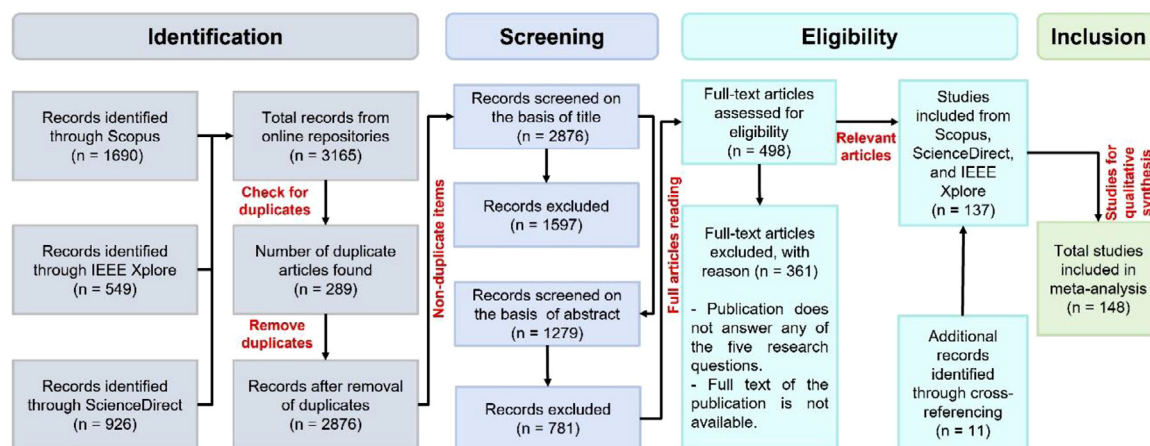 Identification
Screening
Eligibility
Inclusion
Records identified
through Scopus
(n = 1690)
Records identified
through IEEE Xplore
(n = 549)
Records identified
through ScienceDirect
(n = 926)
Total records from
online repositories
(n = 3165)
Check for
duplicates
Number of duplicate
articles found
(n = 289)
Remove
duplicates
Records after removal
of duplicates
(n = 2876)
Non-duplicate items
Records screened on
the basis of title
(n = 2876)
Records excluded
(n = 1597)
Records screened on
the basis of abstract
(n = 1279)
Records excluded
(n = 781)
Full articles reading
Full-text articles
assessed for
eligibility
(n = 498)
Relevant
articles
Full-text articles
excluded, with
reason (n = 361)
- Publication does
not answer any of
the five research
questions.
- Full text of the
publication is not
available.
Studies
included from
Scopus,
ScienceDirect,
and IEEE
Xplore
(n = 137)
Additional
records
identified
through cross-
referencing
(n = 11)
Studies for
qualitative
synthesis
Total studies
included in
meta-analysis
(n = 148)